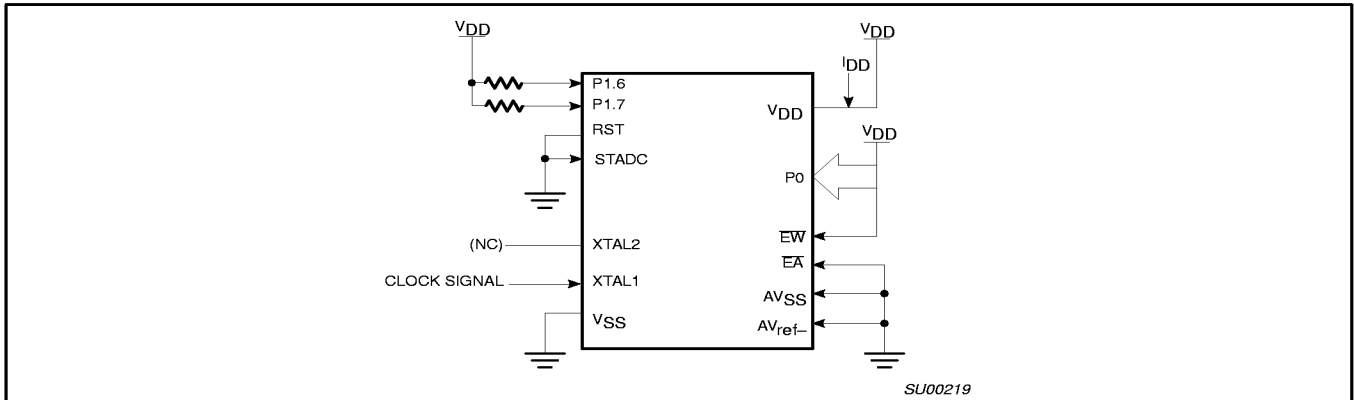 VDD
P1.6
P1.7
RST
STADC
(NC)
XTAL2
CLOCK SIGNAL
XTAL1
VSS
VDD
IDD
VDD
VDD
P0
EW
EA
AVSS
AVref–
SU00219